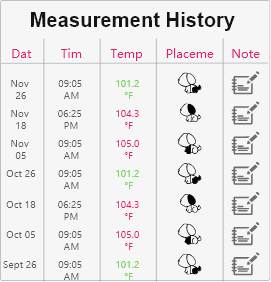 Measurement History
Dat Tim Temp Placeme Note
Nov 26 09:05 AM 101.2 °F
Nov 18 06:25 PM 104.3 °F
Nov 05 09:05 AM 105.0 °F
Oct 26 09:05 AM 101.2 °F
Oct 18 06:25 PM 104.3 °F
Oct 05 09:05 AM 105.0 °F
Sept 26 09:05 AM 101.2 °F